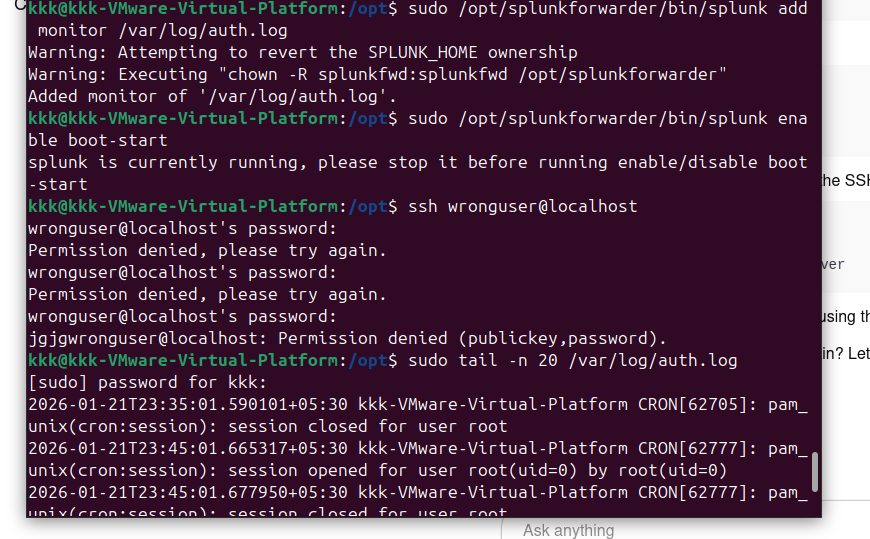 kkk@kkk-VMware-Virtual-Platform:/opt$ sudo /opt/splunkforwarder/bin/splunk add
 monitor /var/log/auth.log
Warning: Attempting to revert the SPLUNK_HOME ownership
Warning: Executing "chown -R splunkfwd:splunkfwd /opt/splunkforwarder"
Added monitor of '/var/log/auth.log'.
kkk@kkk-VMware-Virtual-Platform:/opt$ sudo /opt/splunkforwarder/bin/splunk ena
ble boot-start
splunk is currently running, please stop it before running enable/disable boot
-start
kkk@kkk-VMware-Virtual-Platform:/opt$ ssh wronguser@localhost
wronguser@localhost's password:
Permission denied, please try again.
wronguser@localhost's password:
Permission denied, please try again.
wronguser@localhost's password:
jgjgwronguser@localhost: Permission denied (publickey,password).
kkk@kkk-VMware-Virtual-Platform:/opt$ sudo tail -n 20 /var/log/auth.log
[sudo] password for kkk:
2026-01-21T23:35:01.590101+05:30 kkk-VMware-Virtual-Platform CRON[62705]: pam_
unix(cron:session): session closed for user root
2026-01-21T23:45:01.665317+05:30 kkk-VMware-Virtual-Platform CRON[62777]: pam_
unix(cron:session): session opened for user root(uid=0) by root(uid=0)
2026-01-21T23:45:01.677950+05:30 kkk-VMware-Virtual-Platform CRON[62777]: pam_
unix(cron:session): session closed for user root
the SSH
ver
using th
in? Let
Ask anything